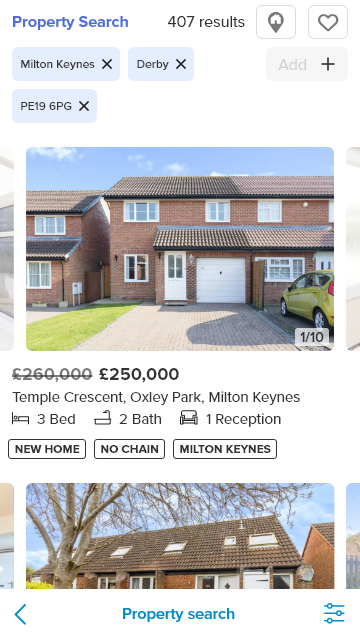 Property Search 407 results
Milton Keynes Derby Add
PE19 6PG
1/10
£260,000 £250,000
Temple Crescent, Oxley Park, Milton Keynes
3 Bed 2 Bath 1 Reception
NEW HOME NO CHAIN MILTON KEYNES
Property search